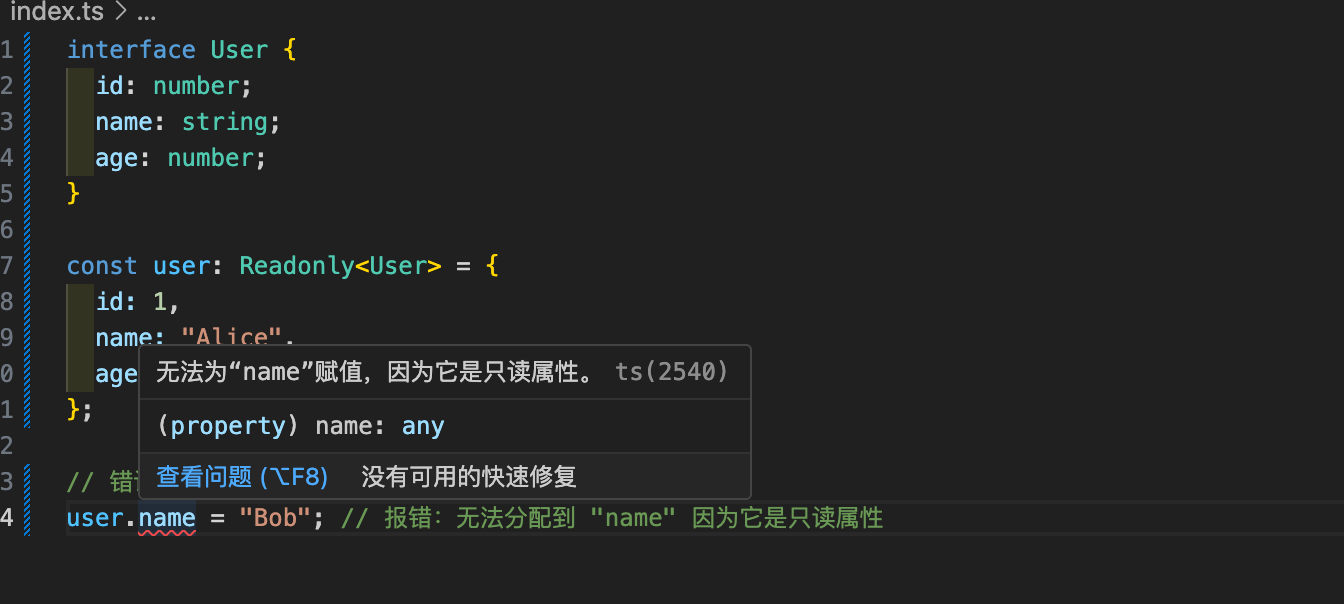 index.ts > ...
1 interface User {
2 id: number;
3 name: string;
4 age: number;
5 }
6
7 const user: Readonly<User> = {
8 id: 1,
9 name: "Alice",
0 age
1 };
2
3 // 错
4 user.name = "Bob"; // 报错: 无法分配到 "name" 因为它是只读属性
无法为“name”赋值，因为它是只读属性。 ts(2540)
(property) name: any
查看问题 (⌥F8) 没有可用的快速修复